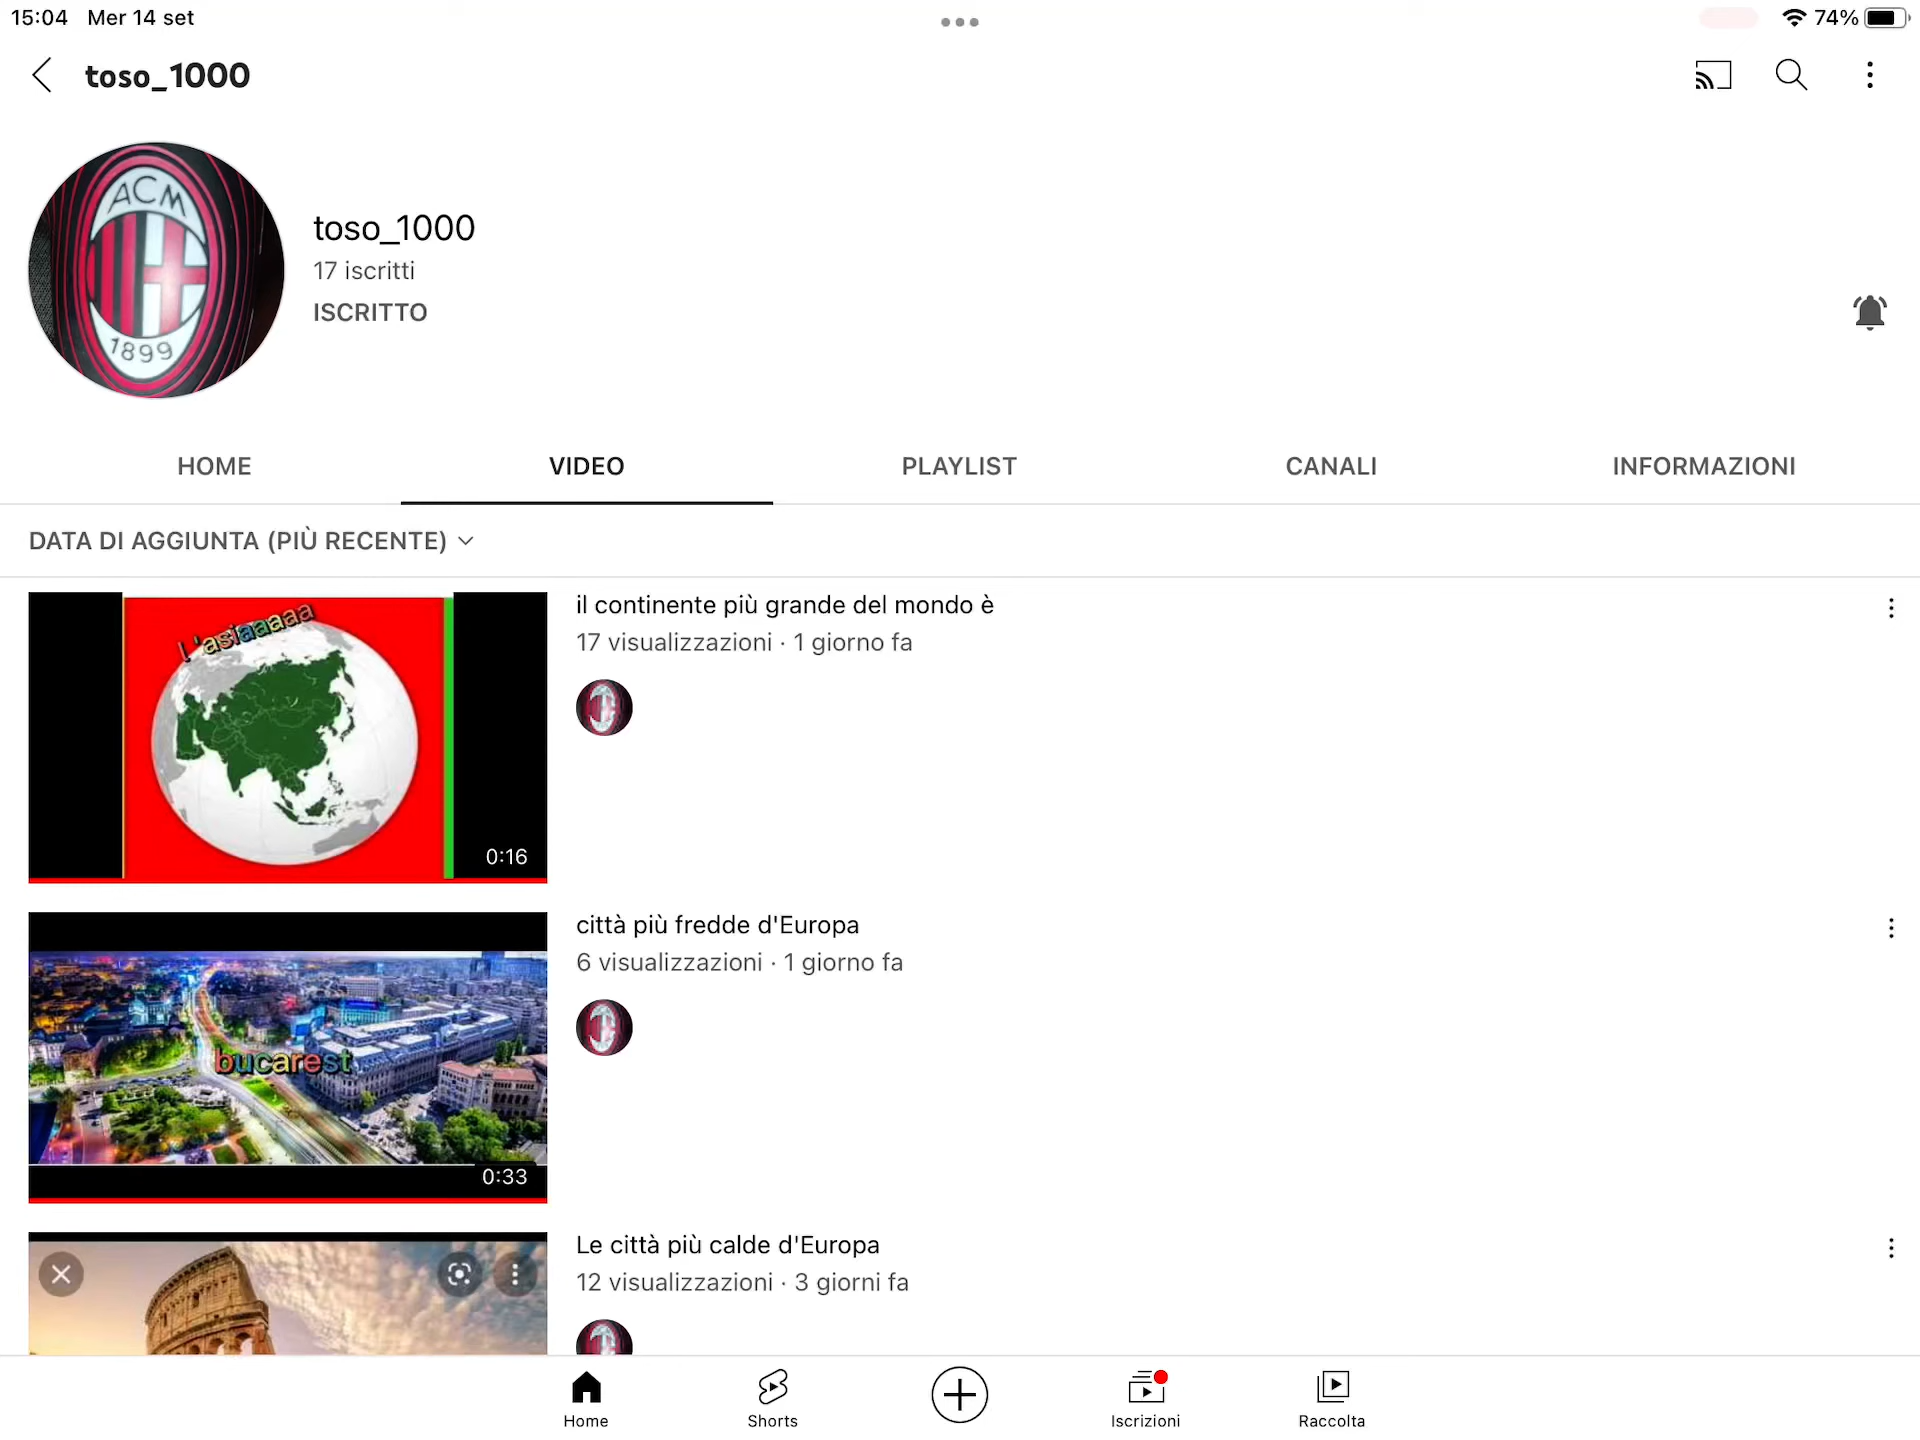 15:04 Mer 14 set
74%
toso_1000
ACM
1899
toso_1000
17 iscritti
ISCRITTO
HOME
VIDEO
PLAYLIST
CANALI
INFORMAZIONI
DATA DI AGGIUNTA (PIÙ RECENTE)
l'asiaaaaa
0:16
il continente più grande del mondo è
17 visualizzazioni · 1 giorno fa
bucarest
0:33
città più fredde d'Europa
6 visualizzazioni · 1 giorno fa
Le città più calde d'Europa
12 visualizzazioni · 3 giorni fa
Home
Shorts
Iscrizioni
Raccolta